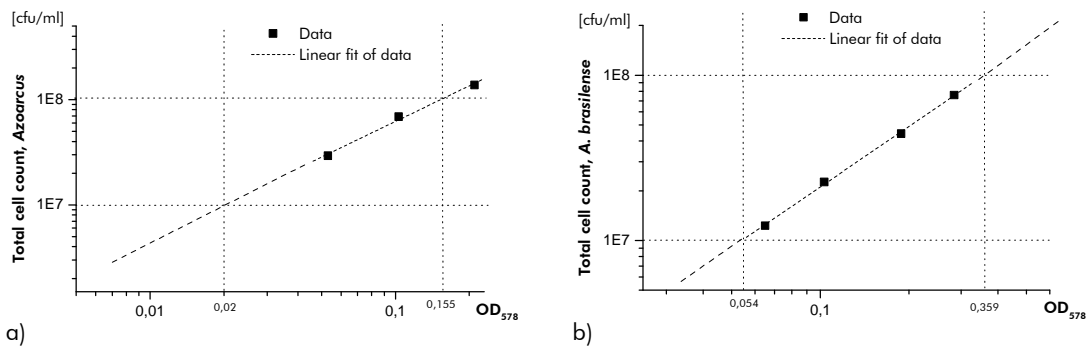 [cfu/ml]
Data
Linear fit of data
Total cell count, Azoarcus
1E8
1E7
0,01
0,02
0,1
0,155
OD578
a)
[cfu/ml]
Data
Linear fit of data
Total cell count, A. brasilense
1E8
1E7
0,054
0,1
0,359
OD578
b)